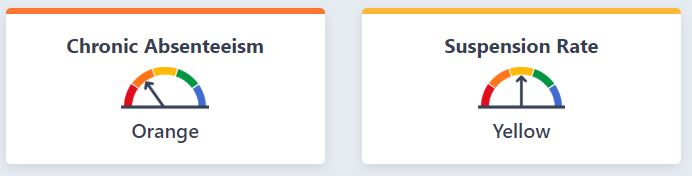 Chronic Absenteeism
Orange
Suspension Rate
Yellow